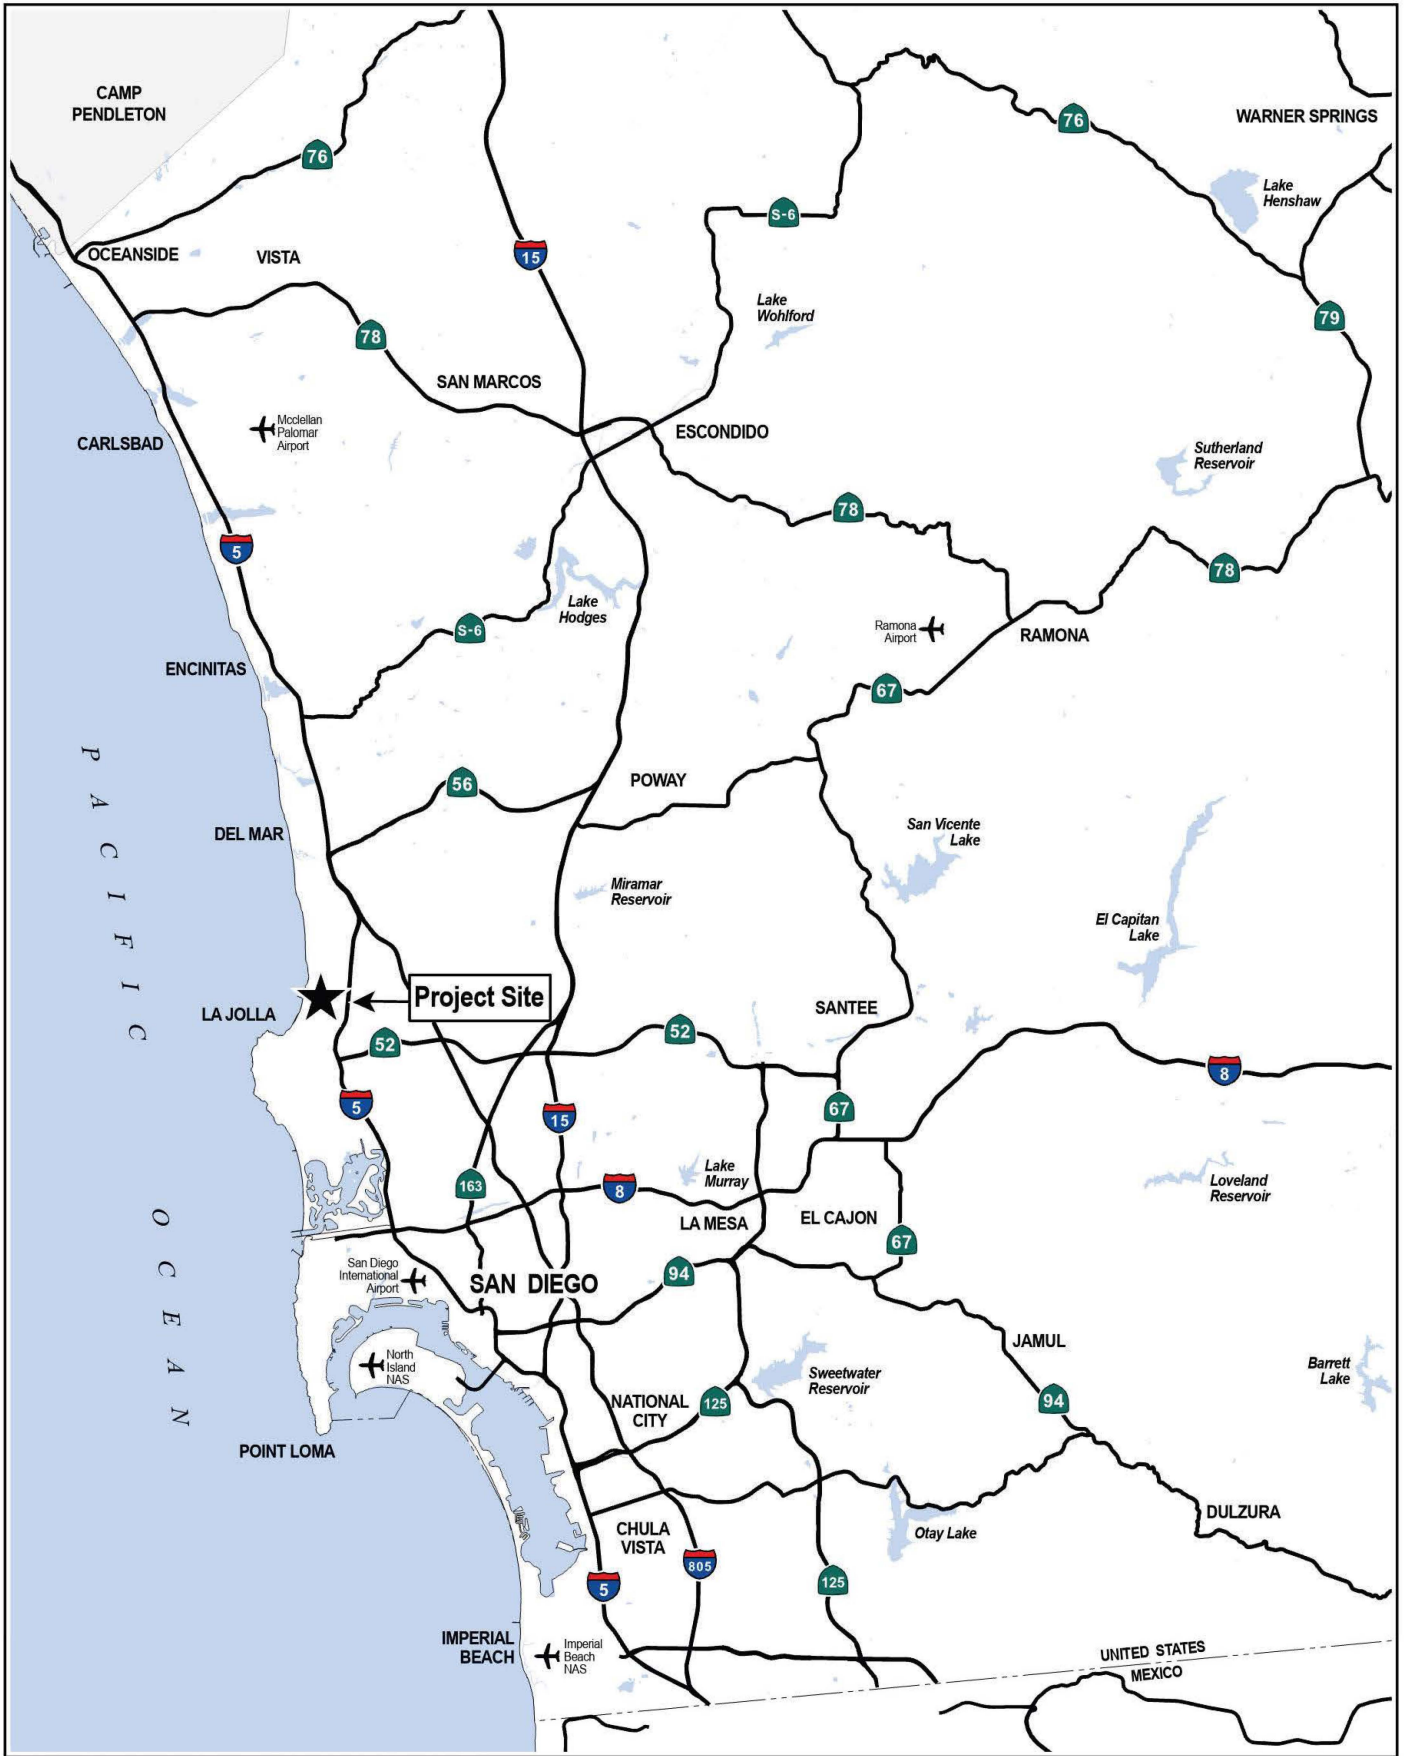 CAMP
PENDLETON
76
WARNER SPRINGS
76
Lake
Henshaw
S-6
OCEANSIDE
VISTA
15
Lake
Wohlford
79
78
SAN MARCOS
Mcclellan
Palomar
Airport
CARLSBAD
ESCONDIDO
Sutherland
Reservoir
78
5
78
Lake
Hodges
S-6
Ramona
Airport
RAMONA
ENCINITAS
67
PACIFIC
56
POWAY
DEL MAR
San Vicente
Lake
Miramar
Reservoir
El Capitan
Lake
Project Site
LA JOLLA
SANTEE
52
52
8
5
15
67
Lake
Murray
163
8
Loveland
Reservoir
OCEAN
LA MESA
EL CAJON
67
San Diego
International
Airport
SAN DIEGO
94
JAMUL
North
Island
NAS
Sweetwater
Reservoir
Barrett
Lake
NATIONAL
CITY
125
94
POINT LOMA
DULZURA
CHULA
VISTA
Otay Lake
805
5
125
IMPERIAL
BEACH
Imperial
Beach
NAS
UNITED STATES
MEXICO